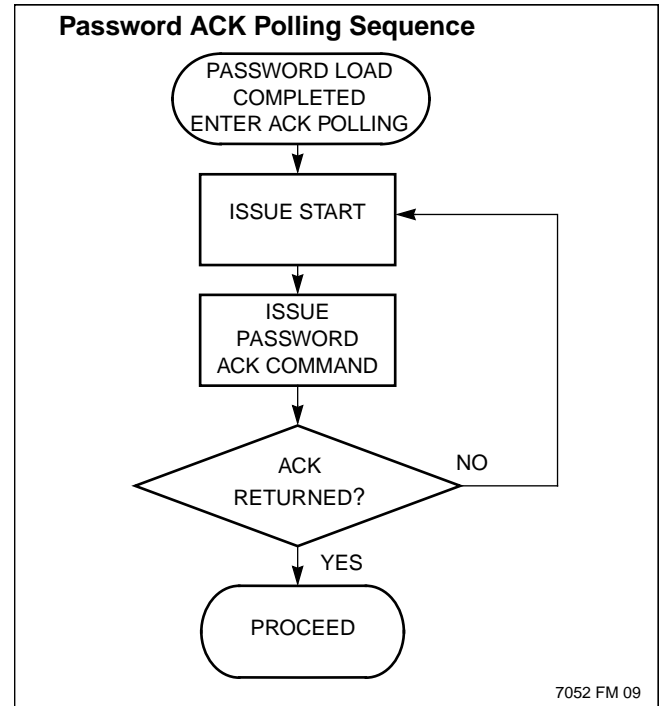 Password ACK Polling Sequence
PASSWORD LOAD
COMPLETED
ENTER ACK POLLING
ISSUE START
ISSUE
PASSWORD
ACK COMMAND
ACK
RETURNED?
NO
YES
PROCEED
7052 FM 09